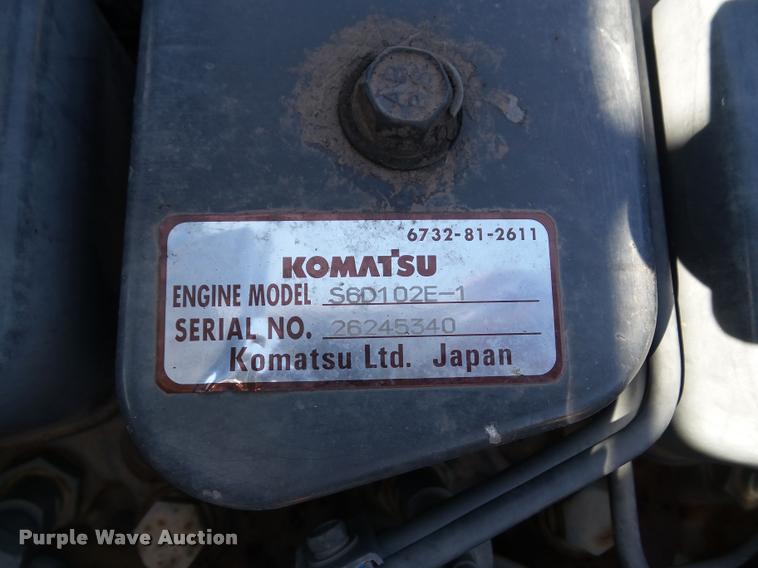 6732-81-2611
KOMATSU
ENGINE MODEL S6D102E-1
SERIAL NO. 26245340
Komatsu Ltd. Japan
Purple Wave Auction